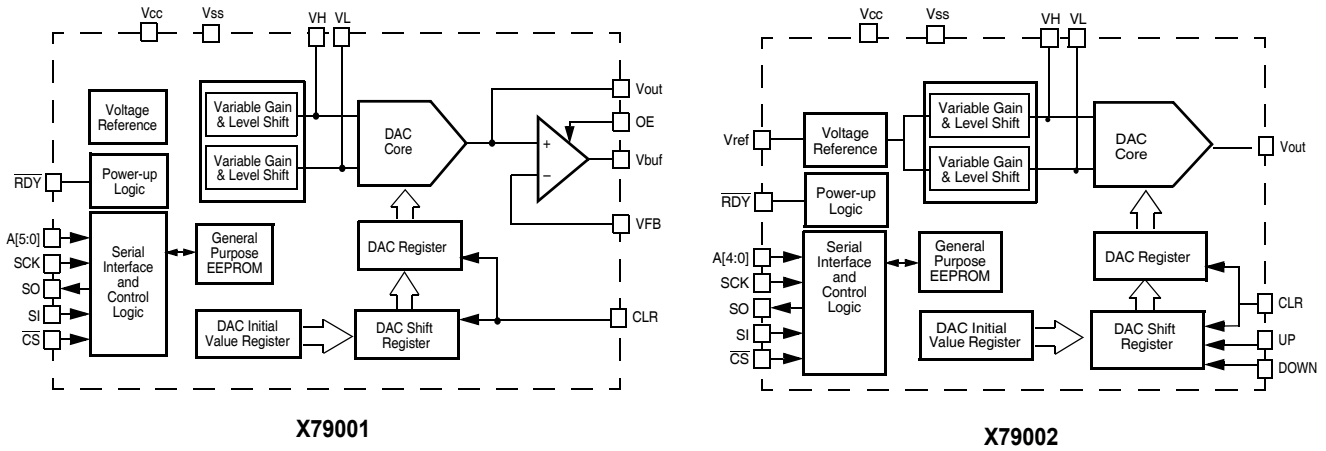 Vcc
Vss
VH
VL
Voltage
Reference
Variable Gain
& Level Shift
Variable Gain
& Level Shift
DAC
Core
Vout
OE
+
−
Vbuf
VFB
RDY
Power-up
Logic
A[5:0]
SCK
SO
SI
CS
Serial
Interface
and
Control
Logic
General
Purpose
EEPROM
DAC Register
DAC Initial
Value Register
DAC Shift
Register
CLR
X79001
Vcc
Vss
VH
VL
Vref
Voltage
Reference
Variable Gain
& Level Shift
Variable Gain
& Level Shift
DAC
Core
Vout
RDY
Power-up
Logic
A[4:0]
SCK
SO
SI
CS
Serial
Interface
and
Control
Logic
General
Purpose
EEPROM
DAC Register
DAC Initial
Value Register
DAC Shift
Register
CLR
UP
DOWN
X79002